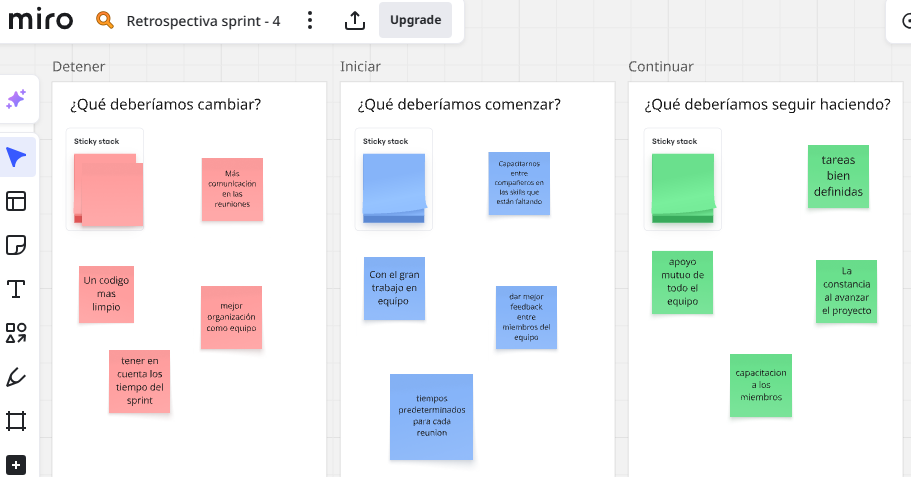 miro
Retrospectiva sprint - 4
Upgrade
Detener
¿Qué deberíamos cambiar?
Sticky stack
Más
comunicación
en las
reuniones
Un codigo
mas
limpio
mejor
organización
como equipo
tener en
cuenta los
tiempo del
sprint
Iniciar
¿Qué deberíamos comenzar?
Sticky stack
Capacitarnos
entre
compañeros en
las skills que
están faltando
Con el gran
trabajo en
equipo
dar mejor
feedback
entre
miembros del
equipo
tiempos
predeterminados
para cada
reunion
Continuar
¿Qué deberíamos seguir haciendo?
Sticky stack
tareas
bien
definidas
apoyo
mutuo de
todo el
equipo
La
constancia
al avanzar
el proyecto
capacitacion
a los
miembros